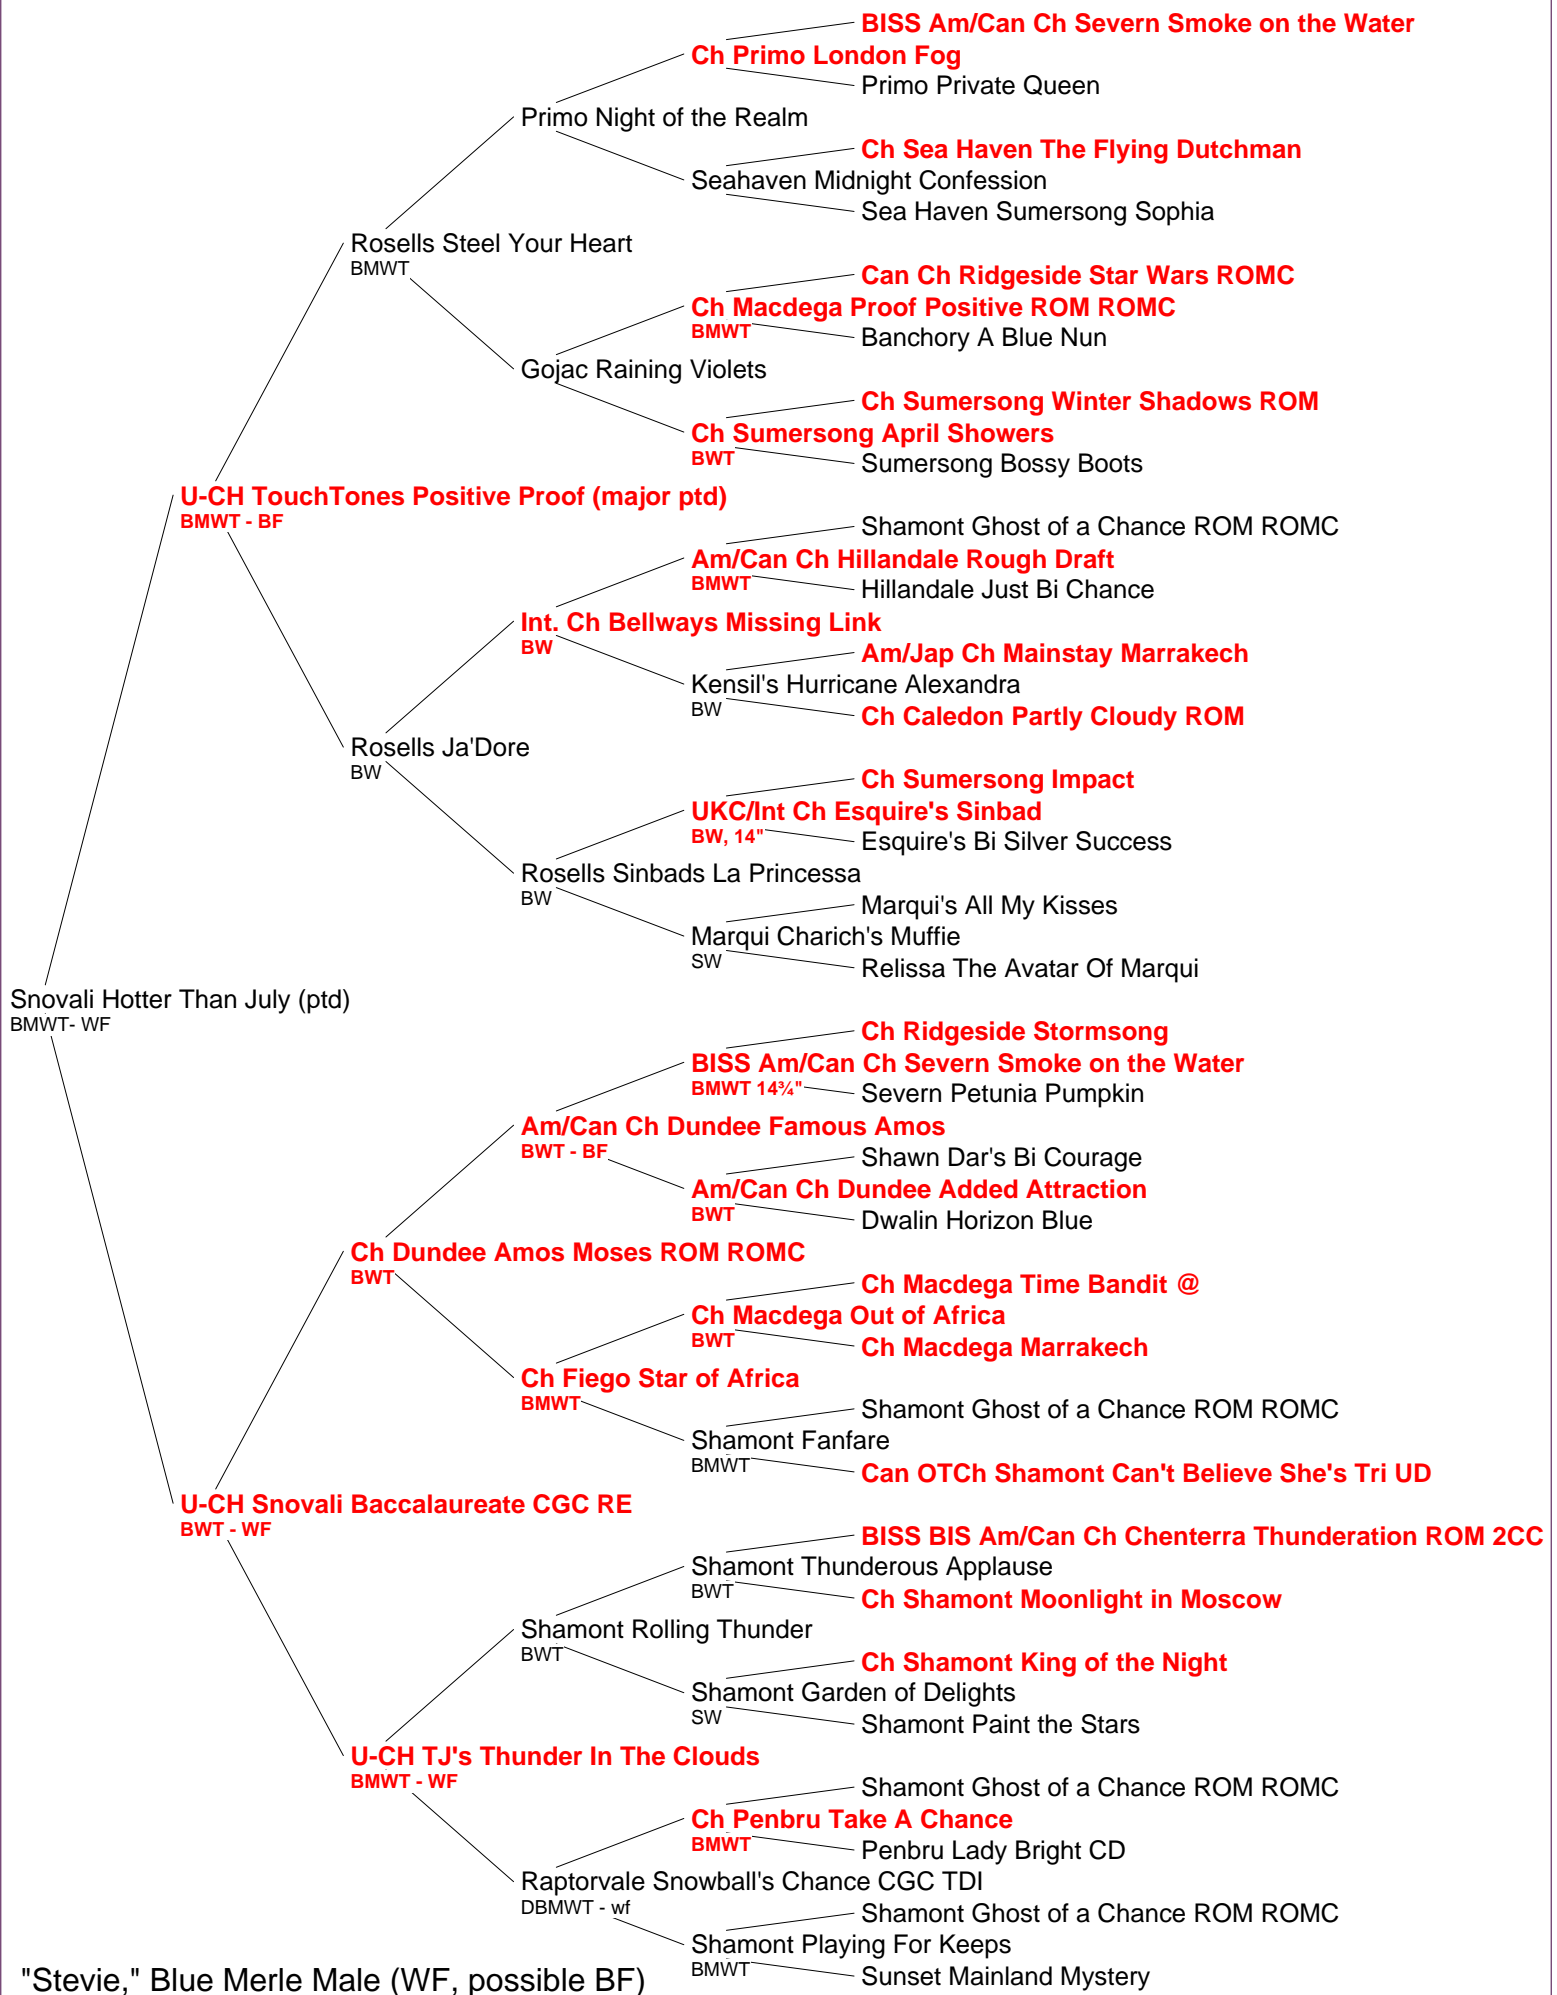 BISS Am/Can Ch Severn Smoke on the Water
Ch Primo London Fog
Primo Private Queen
Primo Night of the Realm
Ch Sea Haven The Flying Dutchman
Seahaven Midnight Confession
Sea Haven Sumersong Sophia
Rosells Steel Your Heart
BMWT
Can Ch Ridgeside Star Wars ROMC
Ch Macdega Proof Positive ROM ROMC
BMWT
Banchory A Blue Nun
Gojac Raining Violets
Ch Sumersong Winter Shadows ROM
Ch Sumersong April Showers
BWT
Sumersong Bossy Boots
U-CH TouchTones Positive Proof (major ptd)
BMWT - BF
Shamont Ghost of a Chance ROM ROMC
Am/Can Ch Hillandale Rough Draft
BMWT
Hillandale Just Bi Chance
Int. Ch Bellways Missing Link
BW
Am/Jap Ch Mainstay Marrakech
Kensil's Hurricane Alexandra
BW
Ch Caledon Partly Cloudy ROM
Rosells Ja'Dore
BW
Ch Sumersong Impact
UKC/Int Ch Esquire's Sinbad
BW, 14"
Esquire's Bi Silver Success
Rosells Sinbads La Princessa
BW
Marqui's All My Kisses
Marqui Charich's Muffie
SW
Relissa The Avatar Of Marqui
Snovali Hotter Than July (ptd)
BMWT- WF
Ch Ridgeside Stormsong
BISS Am/Can Ch Severn Smoke on the Water
BMWT 14¾"
Severn Petunia Pumpkin
Am/Can Ch Dundee Famous Amos
BWT - BF
Shawn Dar's Bi Courage
Am/Can Ch Dundee Added Attraction
BWT
Dwalin Horizon Blue
Ch Dundee Amos Moses ROM ROMC
BWT
Ch Macdega Time Bandit @
Ch Macdega Out of Africa
BWT
Ch Macdega Marrakech
Ch Fiego Star of Africa
BMWT
Shamont Ghost of a Chance ROM ROMC
Shamont Fanfare
BMWT
Can OTCh Shamont Can't Believe She's Tri UD
U-CH Snovali Baccalaureate CGC RE
BWT - WF
BISS BIS Am/Can Ch Chenterra Thunderation ROM 2CC
Shamont Thunderous Applause
BWT
Ch Shamont Moonlight in Moscow
Shamont Rolling Thunder
BWT
Ch Shamont King of the Night
Shamont Garden of Delights
SW
Shamont Paint the Stars
U-CH TJ's Thunder In The Clouds
BMWT - WF
Shamont Ghost of a Chance ROM ROMC
Ch Penbru Take A Chance
BMWT
Penbru Lady Bright CD
Raptorvale Snowball's Chance CGC TDI
DBMWT - wf
Shamont Ghost of a Chance ROM ROMC
Shamont Playing For Keeps
BMWT
Sunset Mainland Mystery
"Stevie," Blue Merle Male (WF, possible BF)